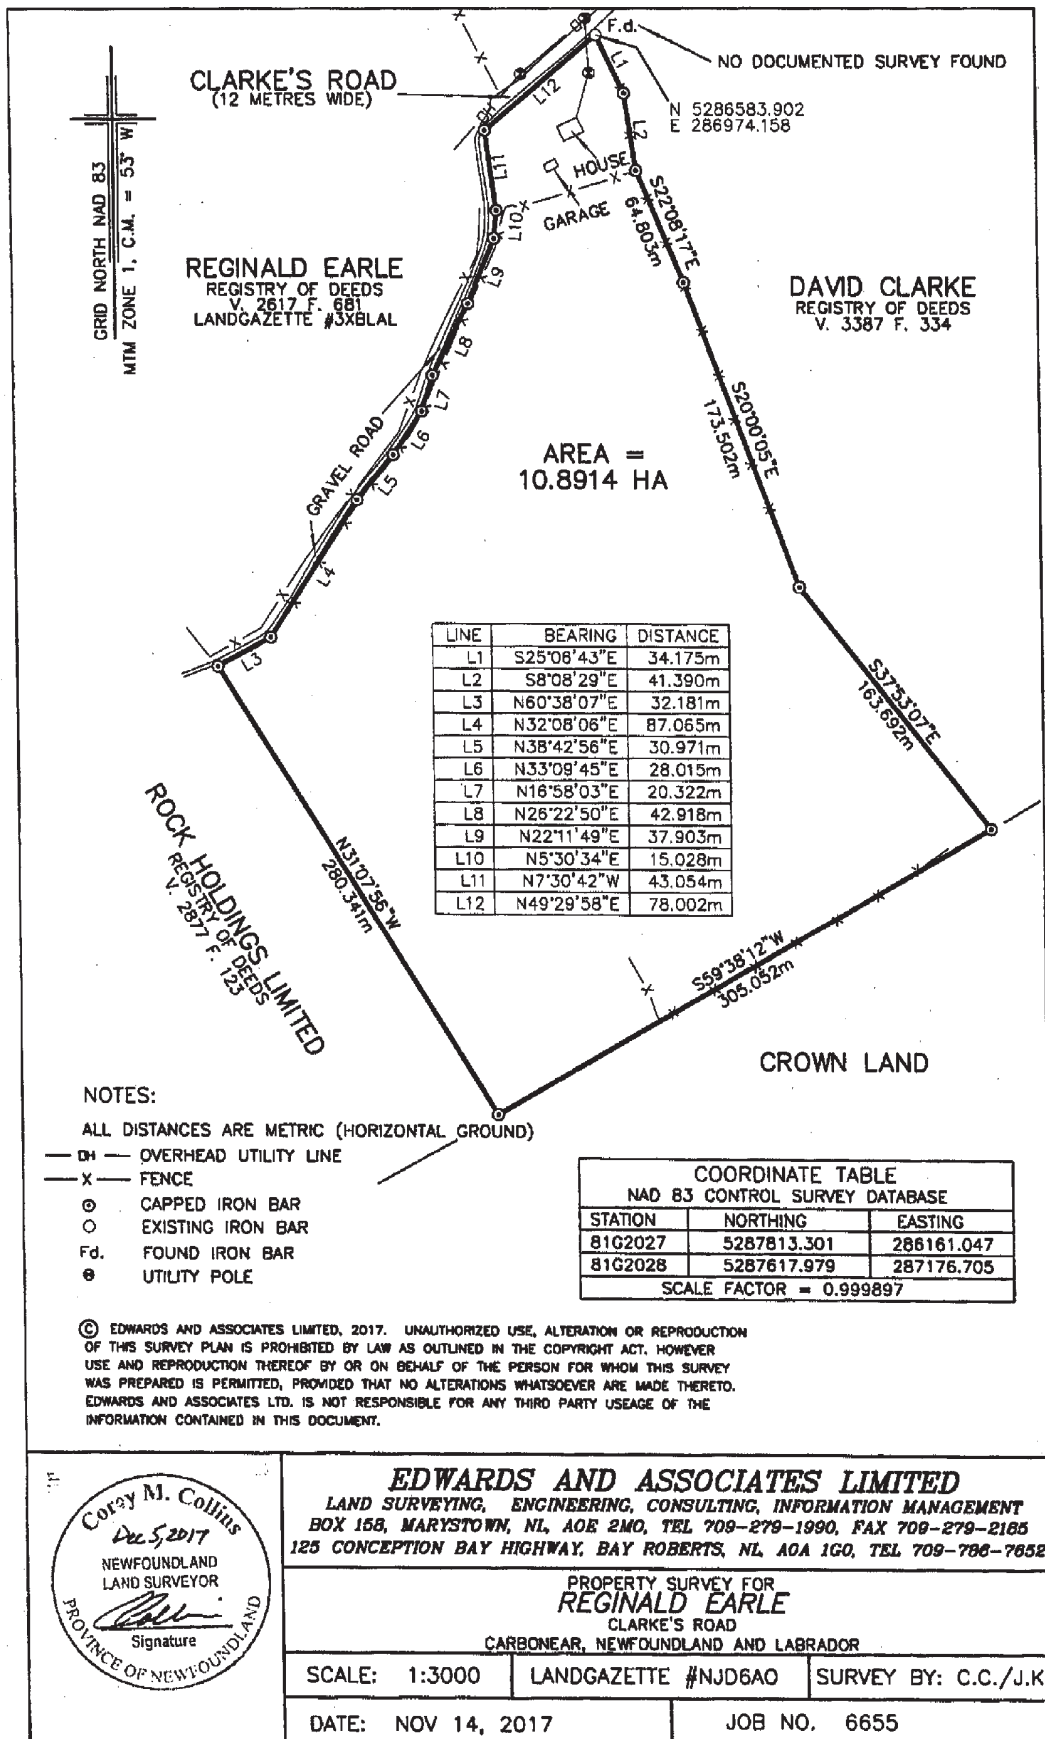 F.d.
NO DOCUMENTED SURVEY FOUND
CLARKE'S ROAD
(12 METRES WIDE)
L12
L1
DH
N 5286583.902
E 286974.158
L2
L11
HOUSE
GARAGE
L10
S22°08'17"E
64.803m
GRID NORTH NAD 83
MTM ZONE 1, C.M. = 53° W
REGINALD EARLE
REGISTRY OF DEEDS
V. 2617 F. 681
LANDGAZETTE #3XBLAL
L9
DAVID CLARKE
REGISTRY OF DEEDS
V. 3387 F. 334
L8
L7
L6
L5
L4
L3
GRAVEL ROAD
S20°00'05"E
173.502m
AREA =
10.8914 HA
LINE BEARING DISTANCE
L1 S25°06'43"E 34.175m
L2 S8°08'29"E 41.390m
L3 N60°38'07"E 32.181m
L4 N32°08'06"E 87.065m
L5 N38°42'56"E 30.971m
L6 N33°09'45"E 28.015m
L7 N16°58'03"E 20.322m
L8 N26°22'50"E 42.918m
L9 N22°11'49"E 37.903m
L10 N5°30'34"E 15.028m
L11 N7°30'42"W 43.054m
L12 N49°29'58"E 78.002m
S37°53'07"E
163.692m
ROCK HOLDINGS LIMITED
REGISTRY OF DEEDS
V. 2877 F. 123
N31°07'56"W
280.341m
S59°38'12"W
305.052m
CROWN LAND
NOTES:
ALL DISTANCES ARE METRIC (HORIZONTAL GROUND)
DH OVERHEAD UTILITY LINE
X FENCE
CAPPED IRON BAR
EXISTING IRON BAR
Fd. FOUND IRON BAR
UTILITY POLE
COORDINATE TABLE
NAD 83 CONTROL SURVEY DATABASE
STATION NORTHING EASTING
81G2027 5287813.301 286161.047
81G2028 5287617.979 287176.705
SCALE FACTOR = 0.999897
© EDWARDS AND ASSOCIATES LIMITED, 2017. UNAUTHORIZED USE, ALTERATION OR REPRODUCTION
OF THIS SURVEY PLAN IS PROHIBITED BY LAW AS OUTLINED IN THE COPYRIGHT ACT. HOWEVER
USE AND REPRODUCTION THEREOF BY OR ON BEHALF OF THE PERSON FOR WHOM THIS SURVEY
WAS PREPARED IS PERMITTED, PROVIDED THAT NO ALTERATIONS WHATSOEVER ARE MADE THERETO.
EDWARDS AND ASSOCIATES LTD. IS NOT RESPONSIBLE FOR ANY THIRD PARTY USEAGE OF THE
INFORMATION CONTAINED IN THIS DOCUMENT.
Corey M. Collins
Dec 5, 2017
NEWFOUNDLAND
LAND SURVEYOR
Signature
PROVINCE OF NEWFOUNDLAND
EDWARDS AND ASSOCIATES LIMITED
LAND SURVEYING, ENGINEERING, CONSULTING, INFORMATION MANAGEMENT
BOX 158, MARYSTOWN, NL, A0E 2M0, TEL 709-279-1990, FAX 709-279-2185
125 CONCEPTION BAY HIGHWAY, BAY ROBERTS, NL, A0A 1G0, TEL 709-786-7652
PROPERTY SURVEY FOR
REGINALD EARLE
CLARKE'S ROAD
CARBONEAR, NEWFOUNDLAND AND LABRADOR
SCALE: 1:3000
LANDGAZETTE #NJD6AO
SURVEY BY: C.C./J.K
DATE: NOV 14, 2017
JOB NO. 6655